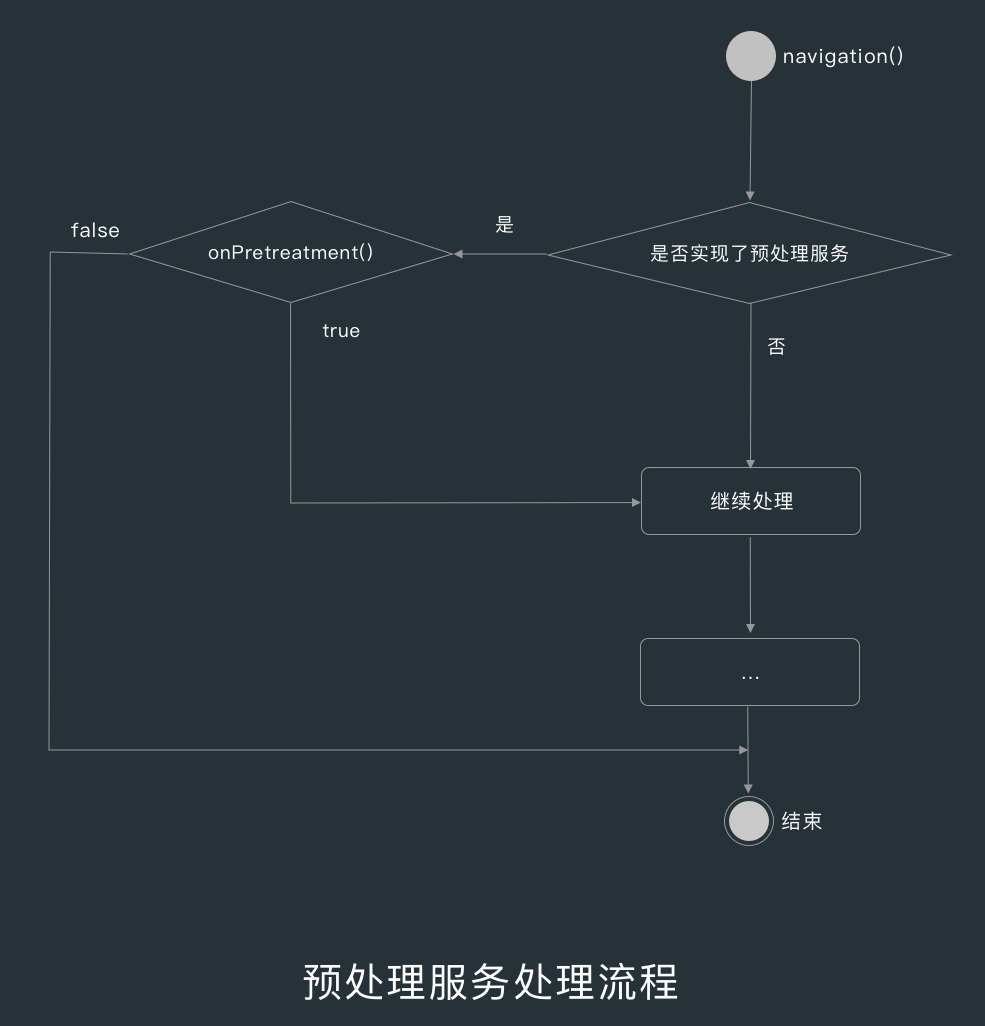 navigation()
false
onPretreatment()
是
是否实现了预处理服务
true
否
继续处理
...
结束
预处理服务处理流程